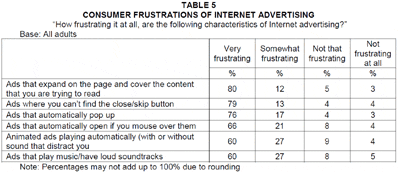 TABLE 5
CONSUMER FRUSTRATIONS OF INTERNET ADVERTISING
"How frustrating it at all, are the following characteristics of Internet advertising?"
Base: All adults
Very frustrating Somewhat frustrating Not that frustrating Not frustrating at all
% % % %
Ads that expand on the page and cover the content
that you are trying to read 80 12 5 3
Ads where you can't find the close/skip button 79 13 4 4
Ads that automatically pop up 76 17 4 3
Ads that automatically open if you mouse over them 66 21 8 4
Animated ads playing automatically (with or without
sound that distract you 60 27 9 4
Ads that play music/have loud soundtracks 60 27 8 5
Note: Percentages may not add up to 100% due to rounding